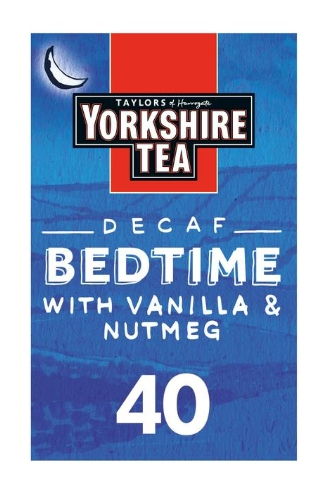 TAYLORS of Harrogate
YORKSHIRE
TEA
DECAF
BEDTIME
WITH VANILLA &
NUTMEG
40